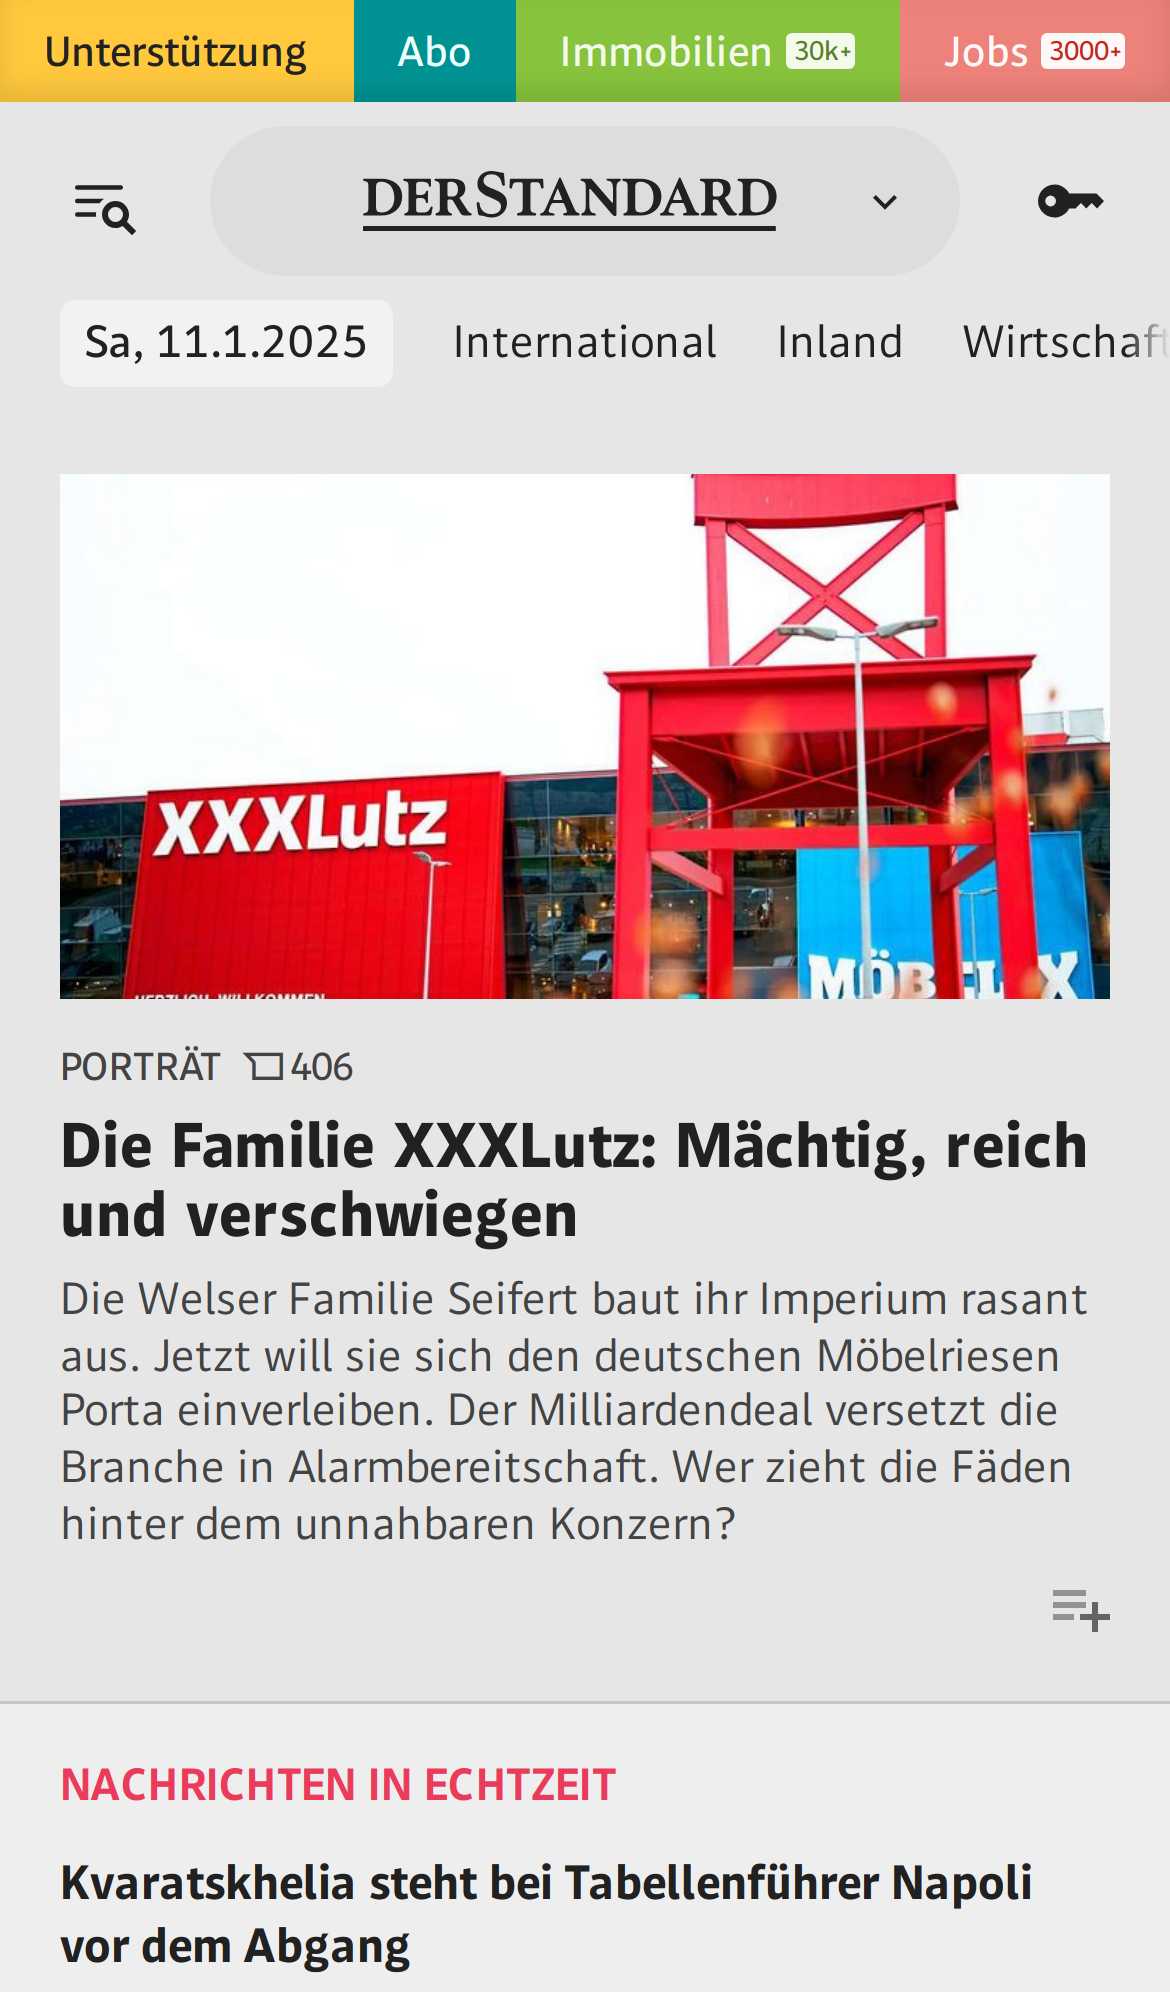 Unterstützung Abo Immobilien 30k+ Jobs 3000+
DERSTANDARD
Sa, 11.1.2025 International Inland Wirtschaft
XXXLutz
HERZLICH WILLKOMMEN
PORTRÄT 406
Die Familie XXXLutz: Mächtig, reich
und verschwiegen
Die Welser Familie Seifert baut ihr Imperium rasant
aus. Jetzt will sie sich den deutschen Möbelriesen
Porta einverleiben. Der Milliardendeal versetzt die
Branche in Alarmbereitschaft. Wer zieht die Fäden
hinter dem unnahbaren Konzern?
NACHRICHTEN IN ECHTZEIT
Kvaratskhelia steht bei Tabellenführer Napoli
vor dem Abgang